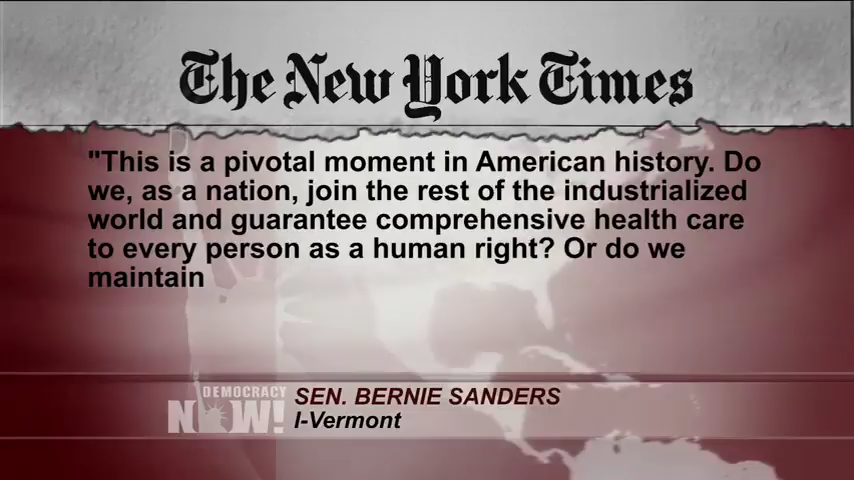 The New York Times
"This is a pivotal moment in American history. Do
we, as a nation, join the rest of the industrialized
world and guarantee comprehensive health care
to every person as a human right? Or do we
maintain
DEMOCRACY
NOW!
SEN. BERNIE SANDERS
I-Vermont